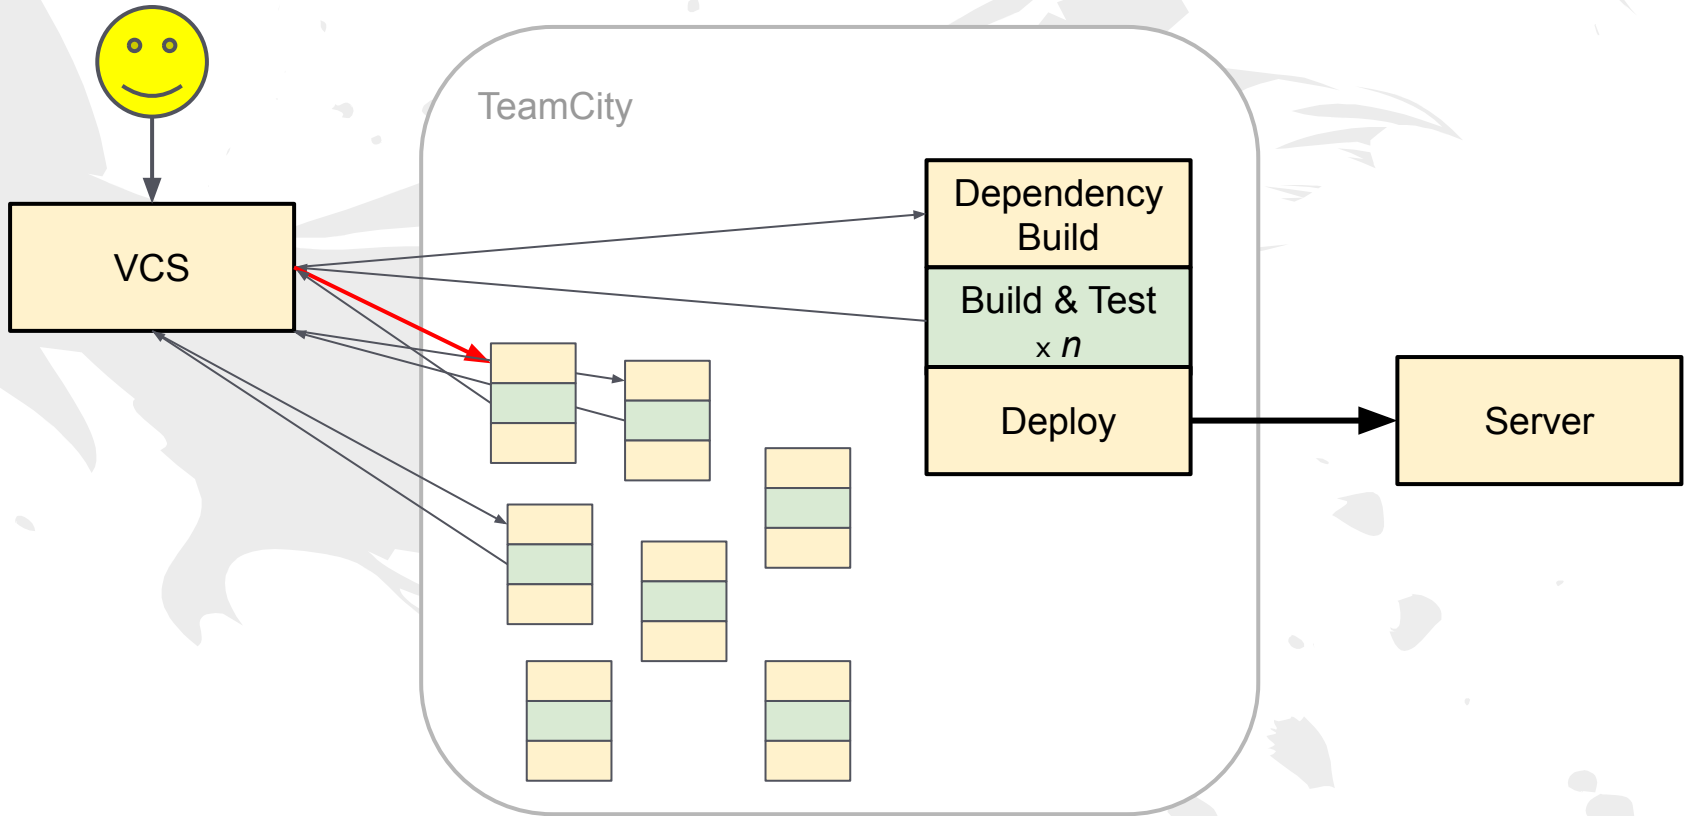 TeamCity
VCS
Dependency
Build
Build & Test
x n
Deploy
Server